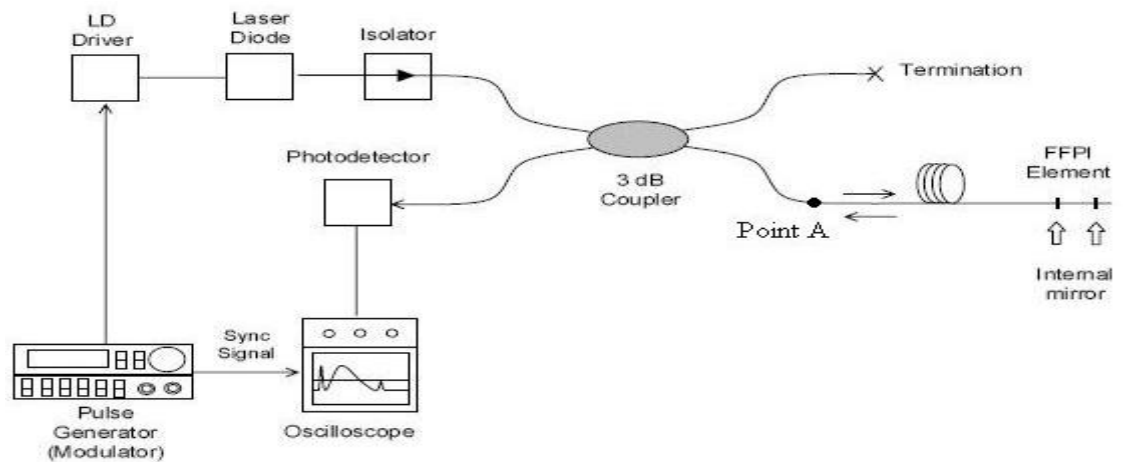 LD
Driver
Laser
Diode
Isolator
Termination
Photodetector
3 dB
Coupler
FFPI
Element
Point A
Internal
mirror
Sync
Signal
Pulse
Generator
(Modulator)
Oscilloscope